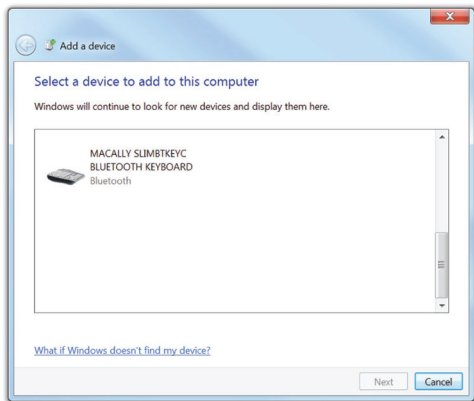 Add a device
Select a device to add to this computer
Windows will continue to look for new devices and display them here.
MACALLY SLIMBTKEYC
BLUETOOTH KEYBOARD
Bluetooth
What if Windows doesn't find my device?
Next Cancel